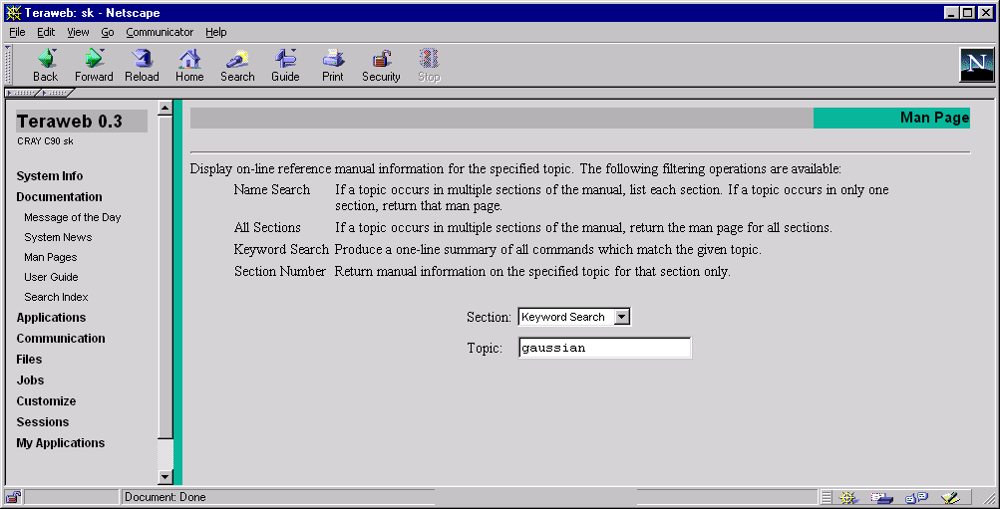 Teraweb: sk - Netscape
File Edit View Go Communicator Help
Back Forward Reload Home Search Guide Print Security Stop
N
Teraweb 0.3
CRAY C90 sk
System Info
Documentation
Message of the Day
System News
Man Pages
User Guide
Search Index
Applications
Communication
Files
Jobs
Customize
Sessions
My Applications
Man Page
Display on-line reference manual information for the specified topic. The following filtering operations are available:
Name Search If a topic occurs in multiple sections of the manual, list each section. If a topic occurs in only one
section, return that man page.
All Sections If a topic occurs in multiple sections of the manual, return the man page for all sections.
Keyword Search Produce a one-line summary of all commands which match the given topic.
Section Number Return manual information on the specified topic for that section only.
Section: Keyword Search
Topic: gaussian
Document: Done